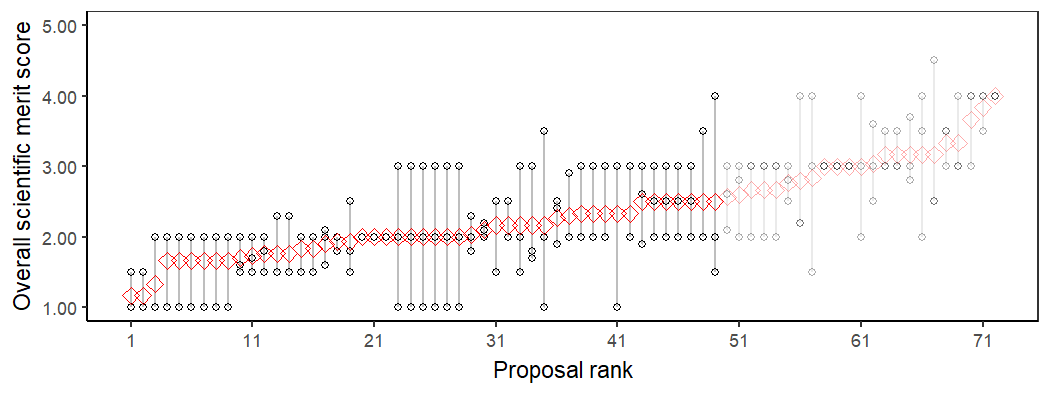 Overall scientific merit score
5.00
4.00
3.00
2.00
1.00
1 11 21 31 41 51 61 71
Proposal rank